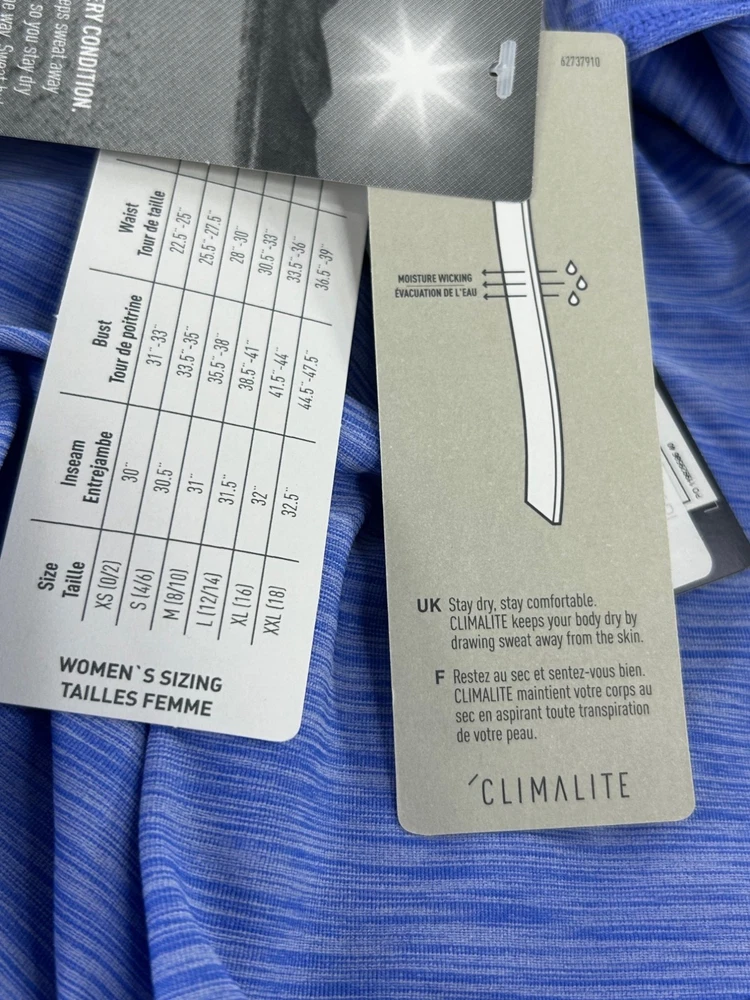 ERY CONDITION.
eps sweat away
so you stay dry
62737910
MOISTURE WICKING
ÉVACUATION DE L'EAU
UK Stay dry, stay comfortable.
CLIMALITE keeps your body dry by
drawing sweat away from the skin.
F Restez au sec et sentez-vous bien.
CLIMALITE maintient votre corps au
sec en aspirant toute transpiration
de votre peau.
CLIMALITE
Waist
Tour de taille
22.5"-25"
25.5"-27.5"
28"-30"
30.5"-33"
33.5"-36"
36.5"-39"
Bust
Tour de poitrine
31"-33"
33.5"-35"
35.5"-38"
38.5"-41"
41.5"-44"
44.5"-47.5"
Inseam
Entrejambe
30"
30.5"
31"
31.5"
32"
32.5"
Size
Taille
XS (0/2)
S (4/6)
M (8/10)
L (12/14)
XL (16)
XXL (18)
WOMEN`S SIZING
TAILLES FEMME